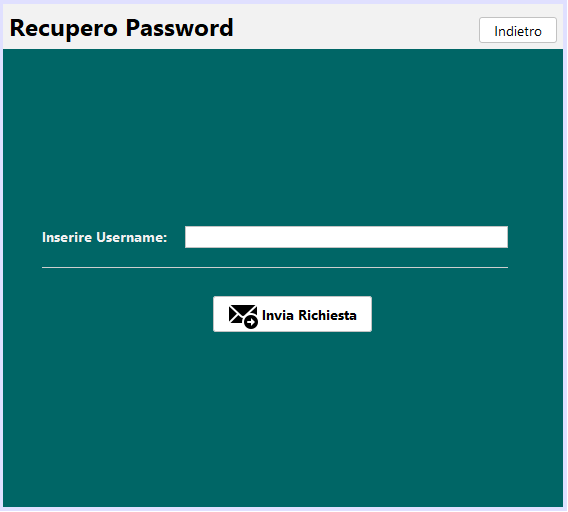 Recupero Password
Indietro
Inserire Username:
Invia Richiesta